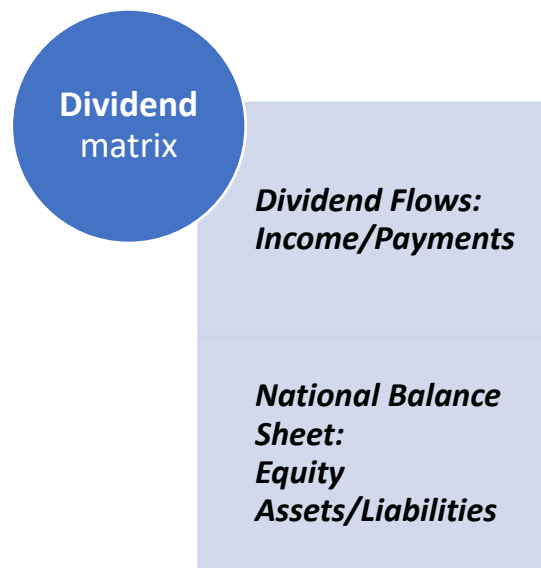 Dividend
matrix
Dividend Flows:
Income/Payments
National Balance
Sheet:
Equity
Assets/Liabilities